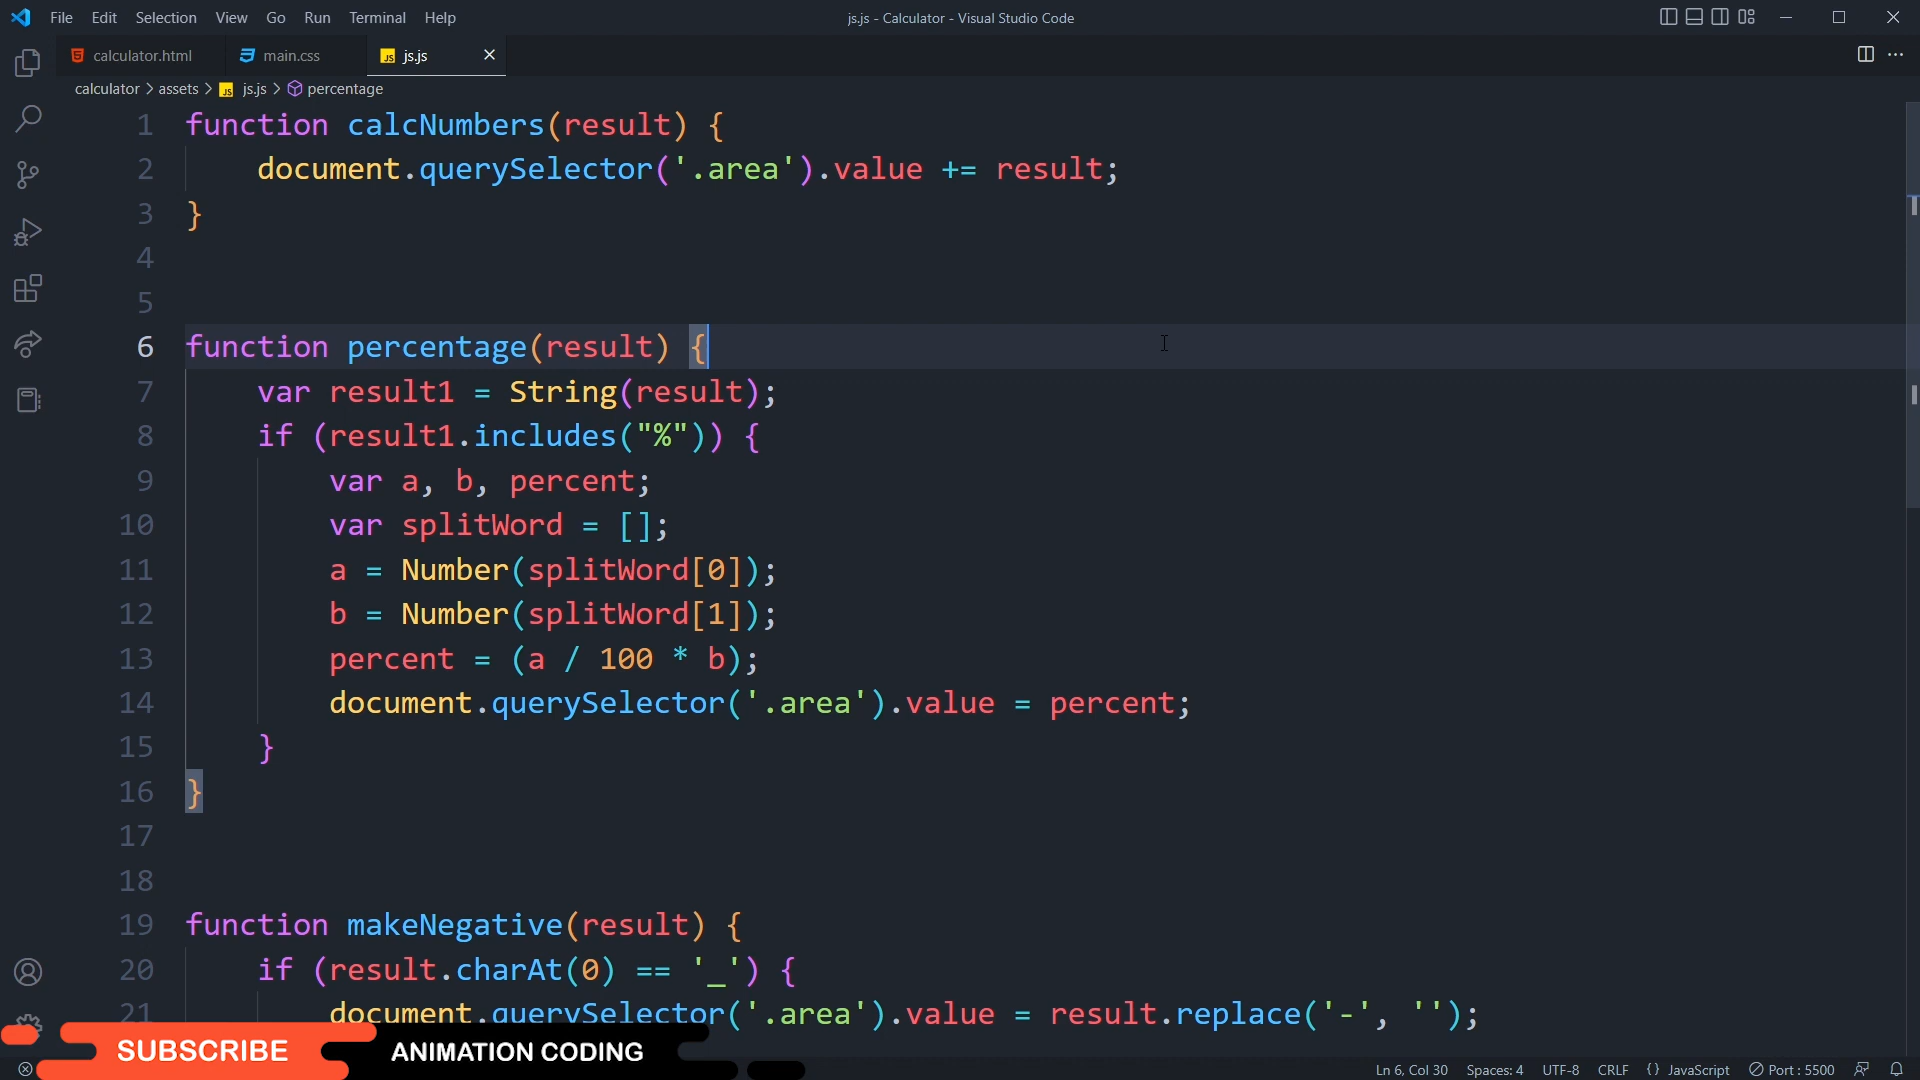 File Edit Selection View Go Run Terminal Help
js.js - Calculator - Visual Studio Code
calculator.html main.css JS js.js
calculator > assets > JS js.js > percentage
1 function calcNumbers(result) {
2 document.querySelector('.area').value += result;
3 }
4
5
6 function percentage(result) {
7 var result1 = String(result);
8 if (result1.includes("%")) {
9 var a, b, percent;
10 var splitWord = [];
11 a = Number(splitWord[0]);
12 b = Number(splitWord[1]);
13 percent = (a / 100 * b);
14 document.querySelector('.area').value = percent;
15 }
16 }
17
18
19 function makeNegative(result) {
20 if (result.charAt(0) == '_') {
21 document.querySelector('.area').value = result.replace('-', '');
SUBSCRIBE ANIMATION CODING
Ln 6, Col 30 Spaces: 4 UTF-8 CRLF {} JavaScript Port : 5500